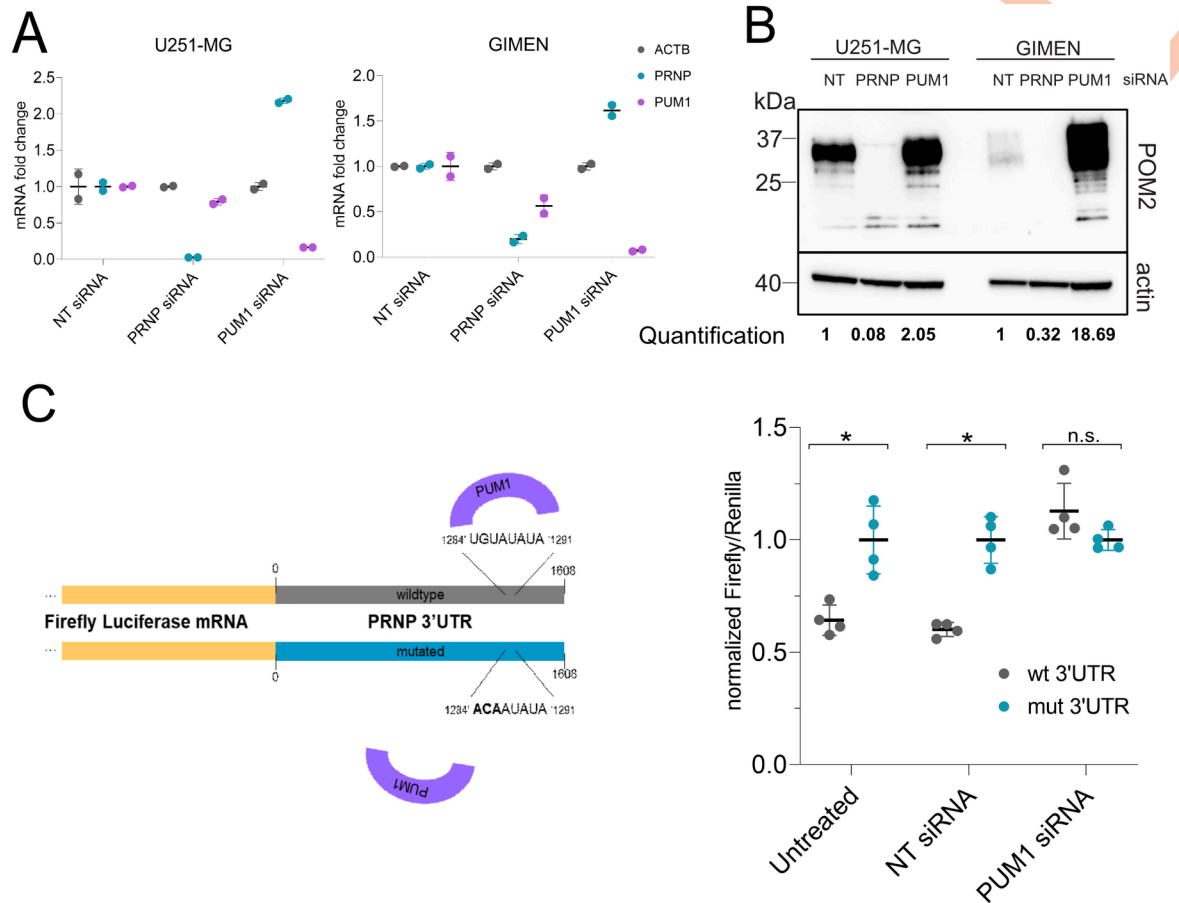 A
U251-MG
mRNA fold change
2.5
2.0
1.5
1.0
0.5
0.0
NT siRNA
PRNP siRNA
PUM1 siRNA
GIMEN
mRNA fold change
2.0
1.5
1.0
0.5
0.0
NT siRNA
PRNP siRNA
PUM1 siRNA
ACTB
PRNP
PUM1
B
U251-MG GIMEN
NT PRNP PUM1 NT PRNP PUM1 siRNA
kDa
37
25
POM2
40
actin
Quantification 1 0.08 2.05 1 0.32 18.69
C
PUM1
1284' UGUAUAUA '1291
0 1608
... wildtype
Firefly Luciferase mRNA PRNP 3'UTR
... mutated
0 1608
1284' ACAAUAUA '1291
PUM1
normalized Firefly/Renilla
1.5
1.0
0.5
0.0
* * n.s.
wt 3'UTR
mut 3'UTR
Untreated
NT siRNA
PUM1 siRNA